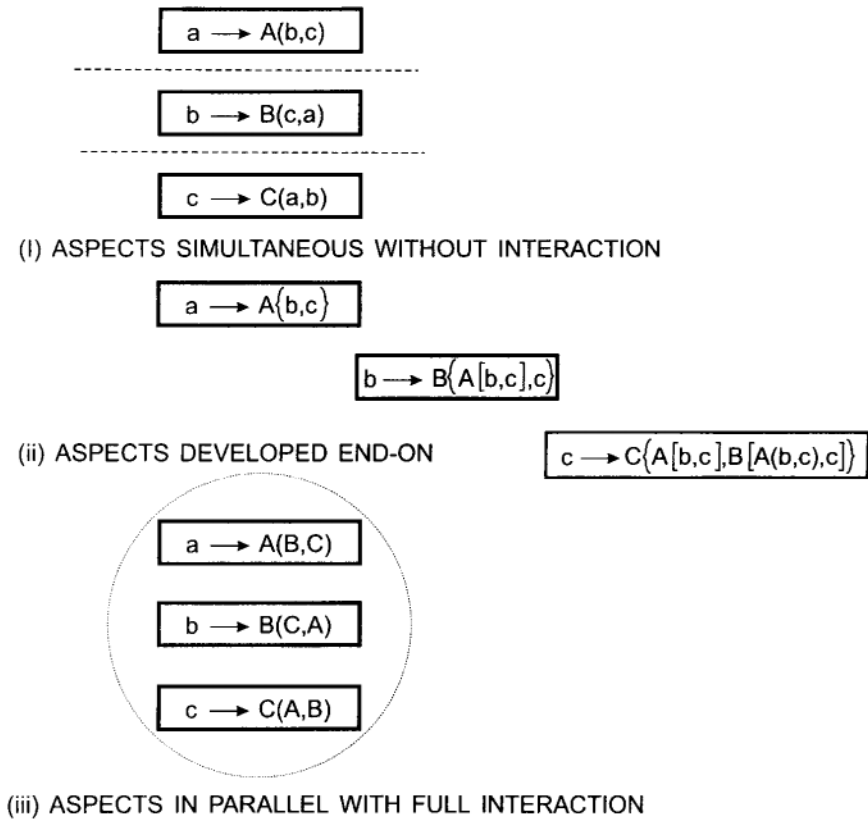 a → A(b,c)
b → B(c,a)
c → C(a,b)
(I) ASPECTS SIMULTANEOUS WITHOUT INTERACTION
a → A{b,c}
b → B{A[b,c],c}
(ii) ASPECTS DEVELOPED END-ON
c → C{A[b,c],B[A(b,c),c]}
a → A(B,C)
b → B(C,A)
c → C(A,B)
(iii) ASPECTS IN PARALLEL WITH FULL INTERACTION